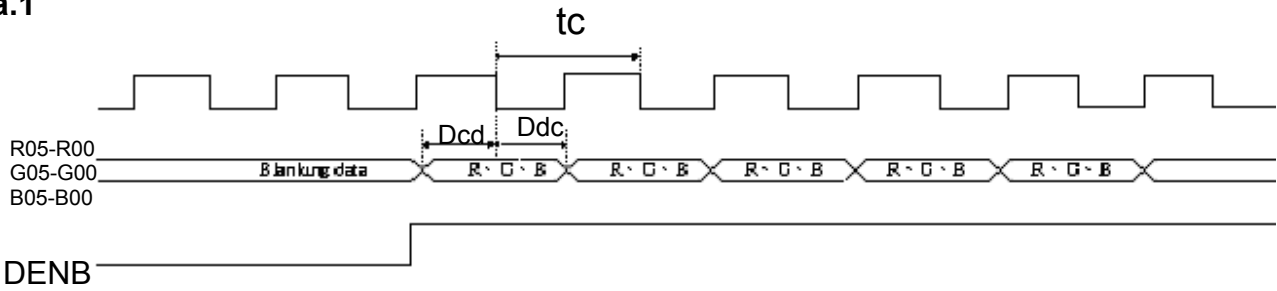 a.1
tc
Dcd Ddc
R05-R00
G05-G00
B05-B00
Blankung data R、G、B R、G、B R、G、B R、G、B R、G、B
DENB